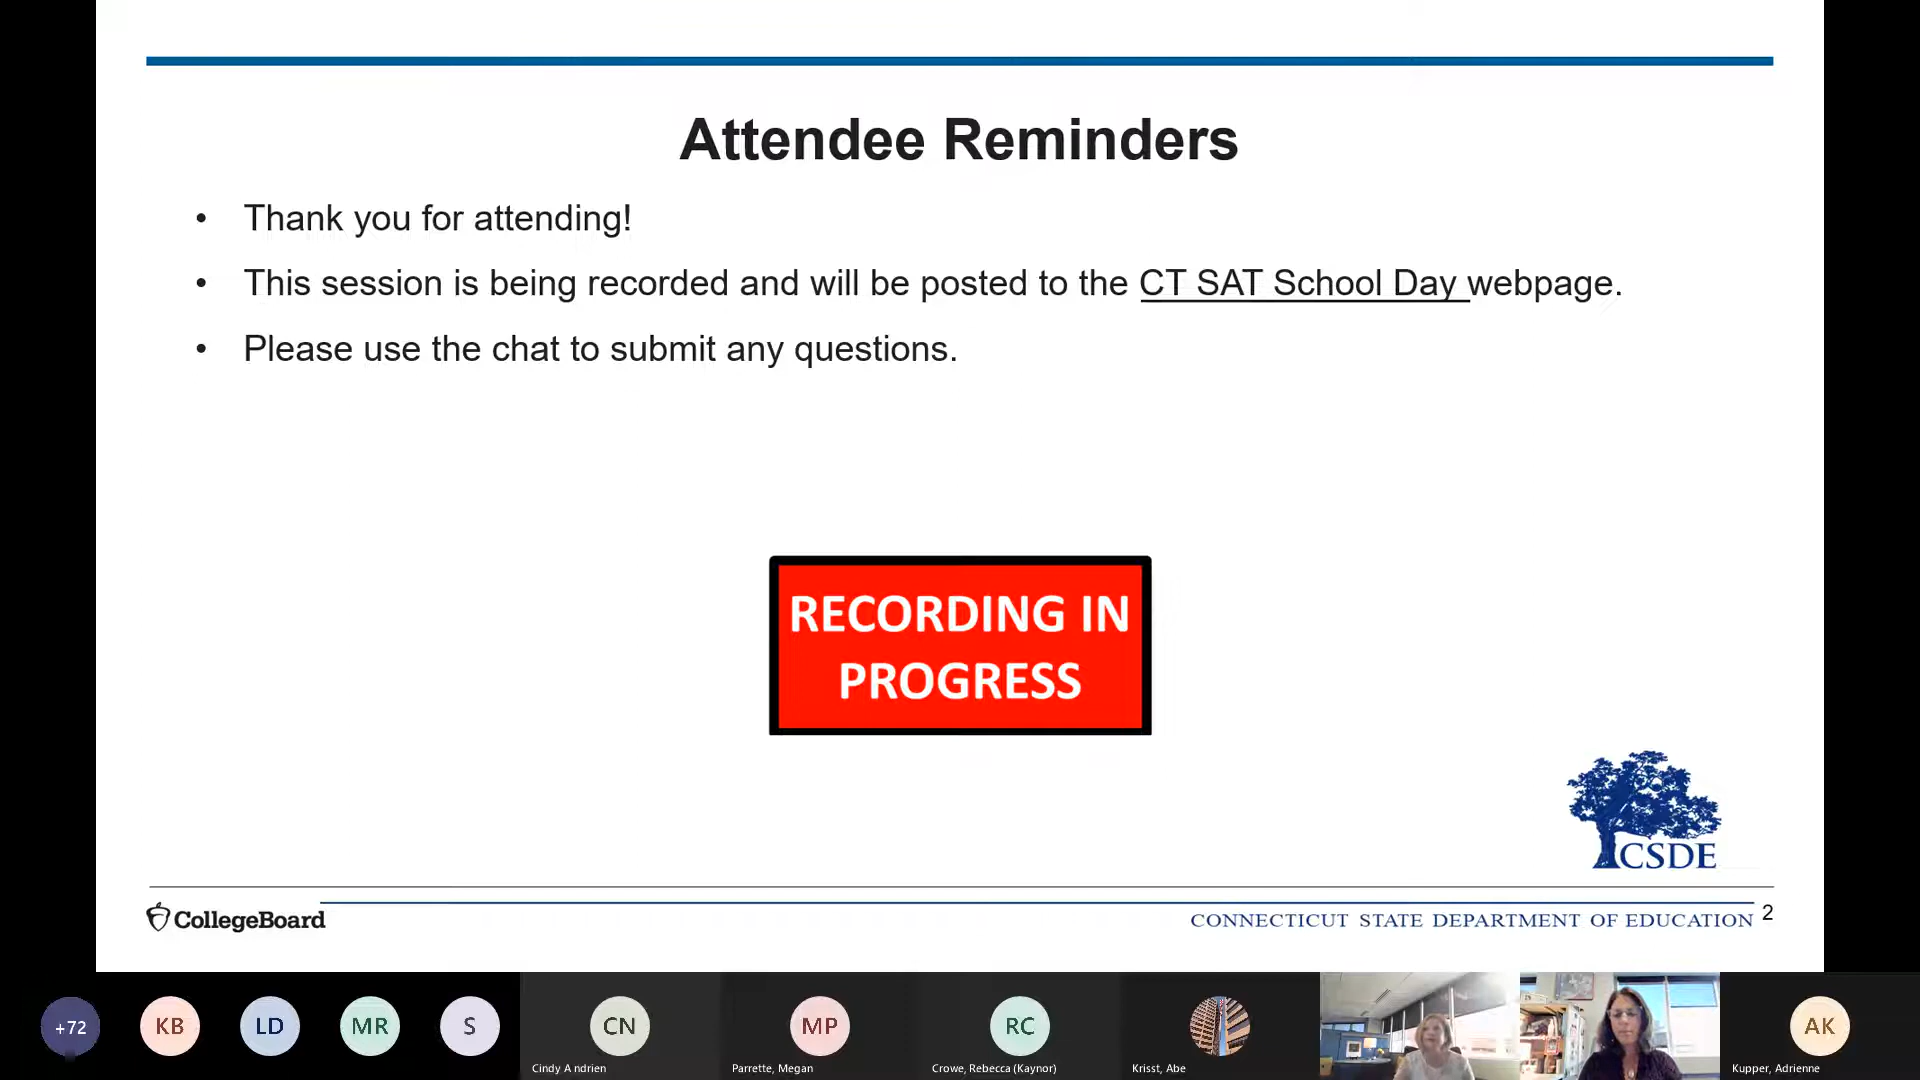 Attendee Reminders
• Thank you for attending!
• This session is being recorded and will be posted to the CT SAT School Day webpage.
• Please use the chat to submit any questions.
RECORDING IN
PROGRESS
CSDE
CollegeBoard
CONNECTICUT STATE DEPARTMENT OF EDUCATION 2
+72 KB LD MR S CN MP RC AK
Cindy A ndrien Parrette, Megan Crowe, Rebecca (Kaynor) Krisst, Abe Kupper, Adrienne